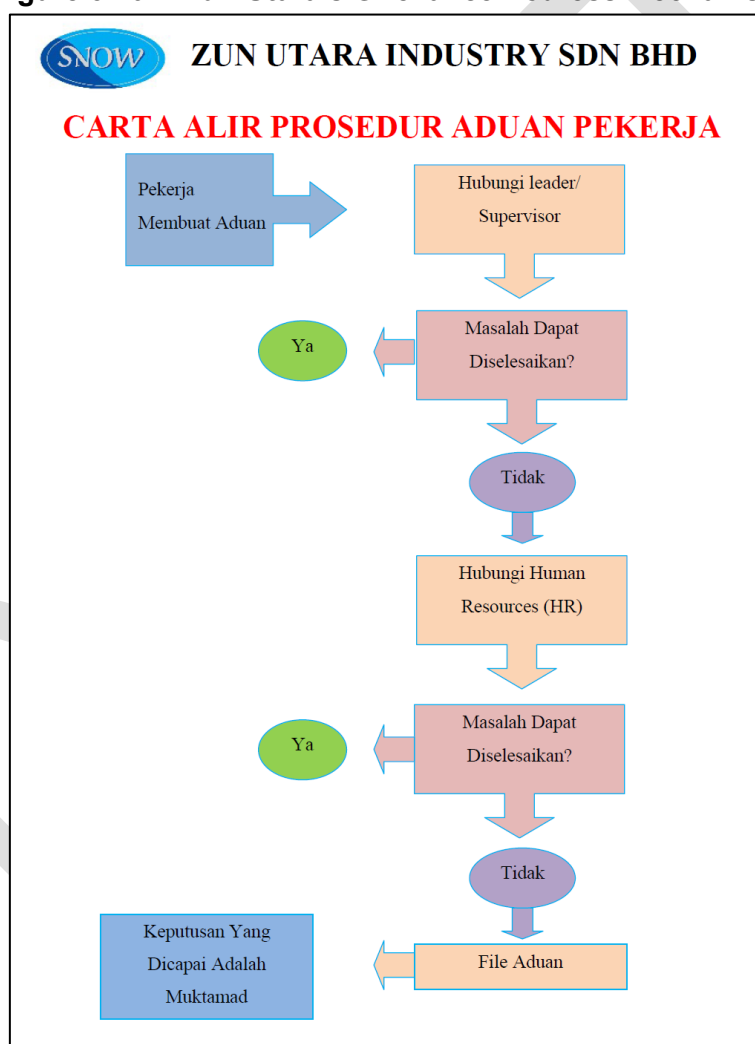 SNOW
ZUN UTARA INDUSTRY SDN BHD
CARTA ALIR PROSEDUR ADUAN PEKERJA
Pekerja
Membuat Aduan
Hubungi leader/
Supervisor
Masalah Dapat
Diselesaikan?
Ya
Tidak
Hubungi Human
Resources (HR)
Masalah Dapat
Diselesaikan?
Ya
Tidak
File Aduan
Keputusan Yang
Dicapai Adalah
Muktamad